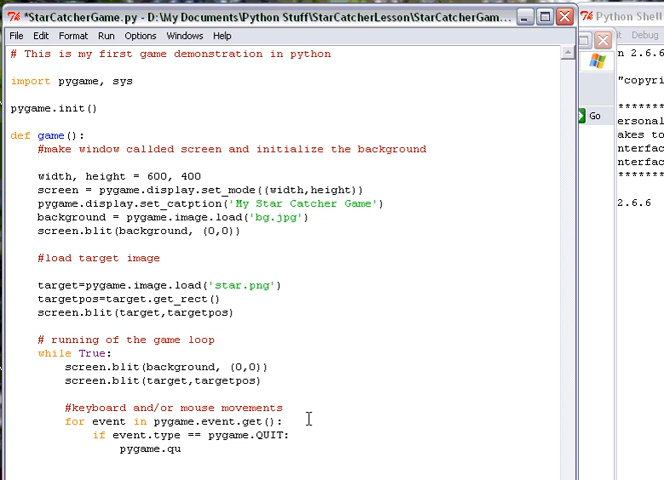 *StarCatcherGame.py - D:\My Documents\Python Stuff\StarCatcherLesson\StarCatcherGam...
File Edit Format Run Options Windows Help
# This is my first game demonstration in python
import pygame, sys
pygame.init()
def game():
#make window callded screen and initialize the background
width, height = 600, 400
screen = pygame.display.set_mode((width,height))
pygame.display.set_catption('My Star Catcher Game')
background = pygame.image.load('bg.jpg')
screen.blit(background, (0,0))
#load target image
target=pygame.image.load('star.png')
targetpos=target.get_rect()
screen.blit(target,targetpos)
# running of the game loop
while True:
screen.blit(background, (0,0))
screen.blit(target,targetpos)
#keyboard and/or mouse movements
for event in pygame.event.get():
if event.type == pygame.QUIT:
pygame.qu
Python Shell
Debug
n 2.6.6
"copyri
Go
*******
ersonal
akes to
nterfac
nterfac
*******
2.6.6